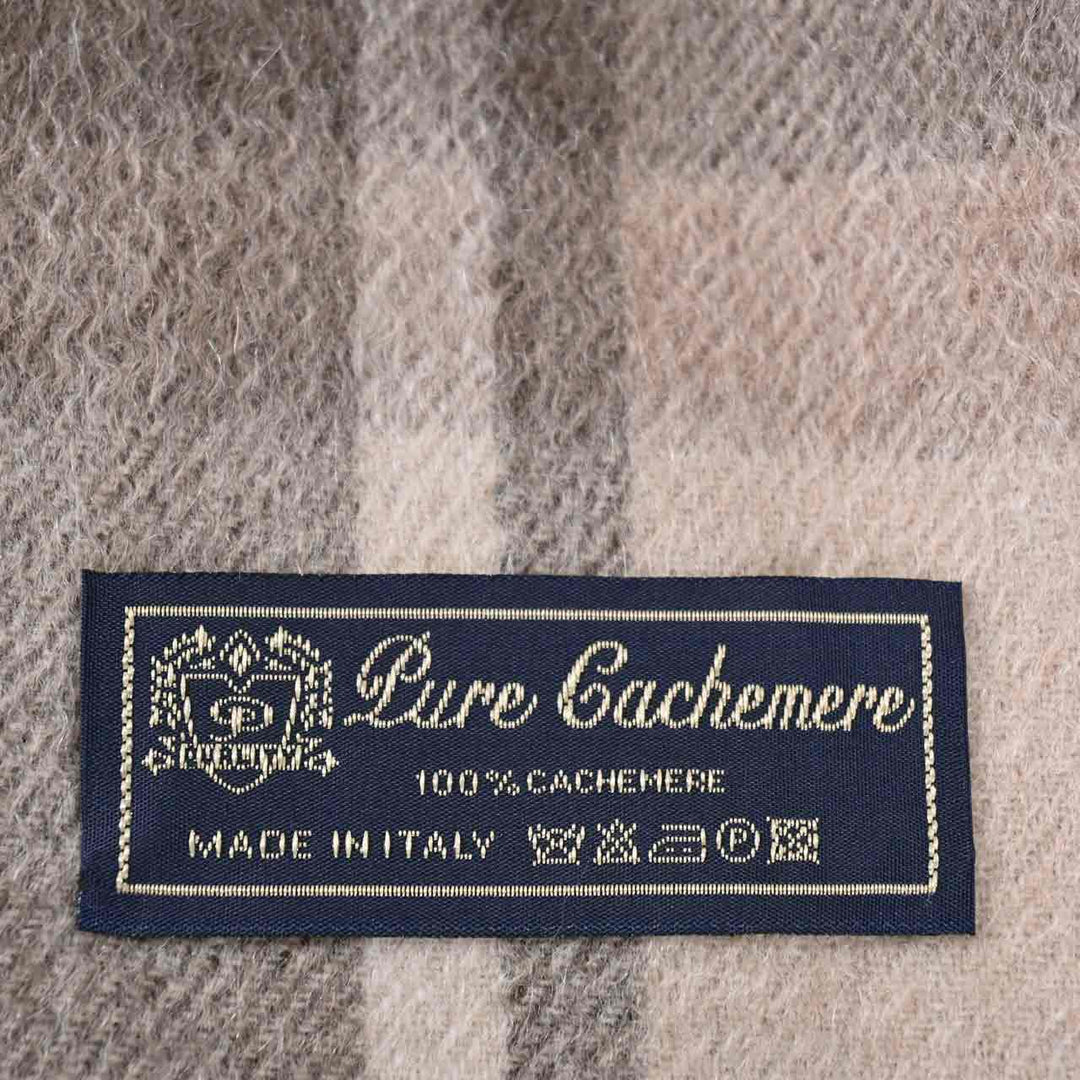 Pure Cachemere
100% CACHEMERE
MADE IN ITALY
P